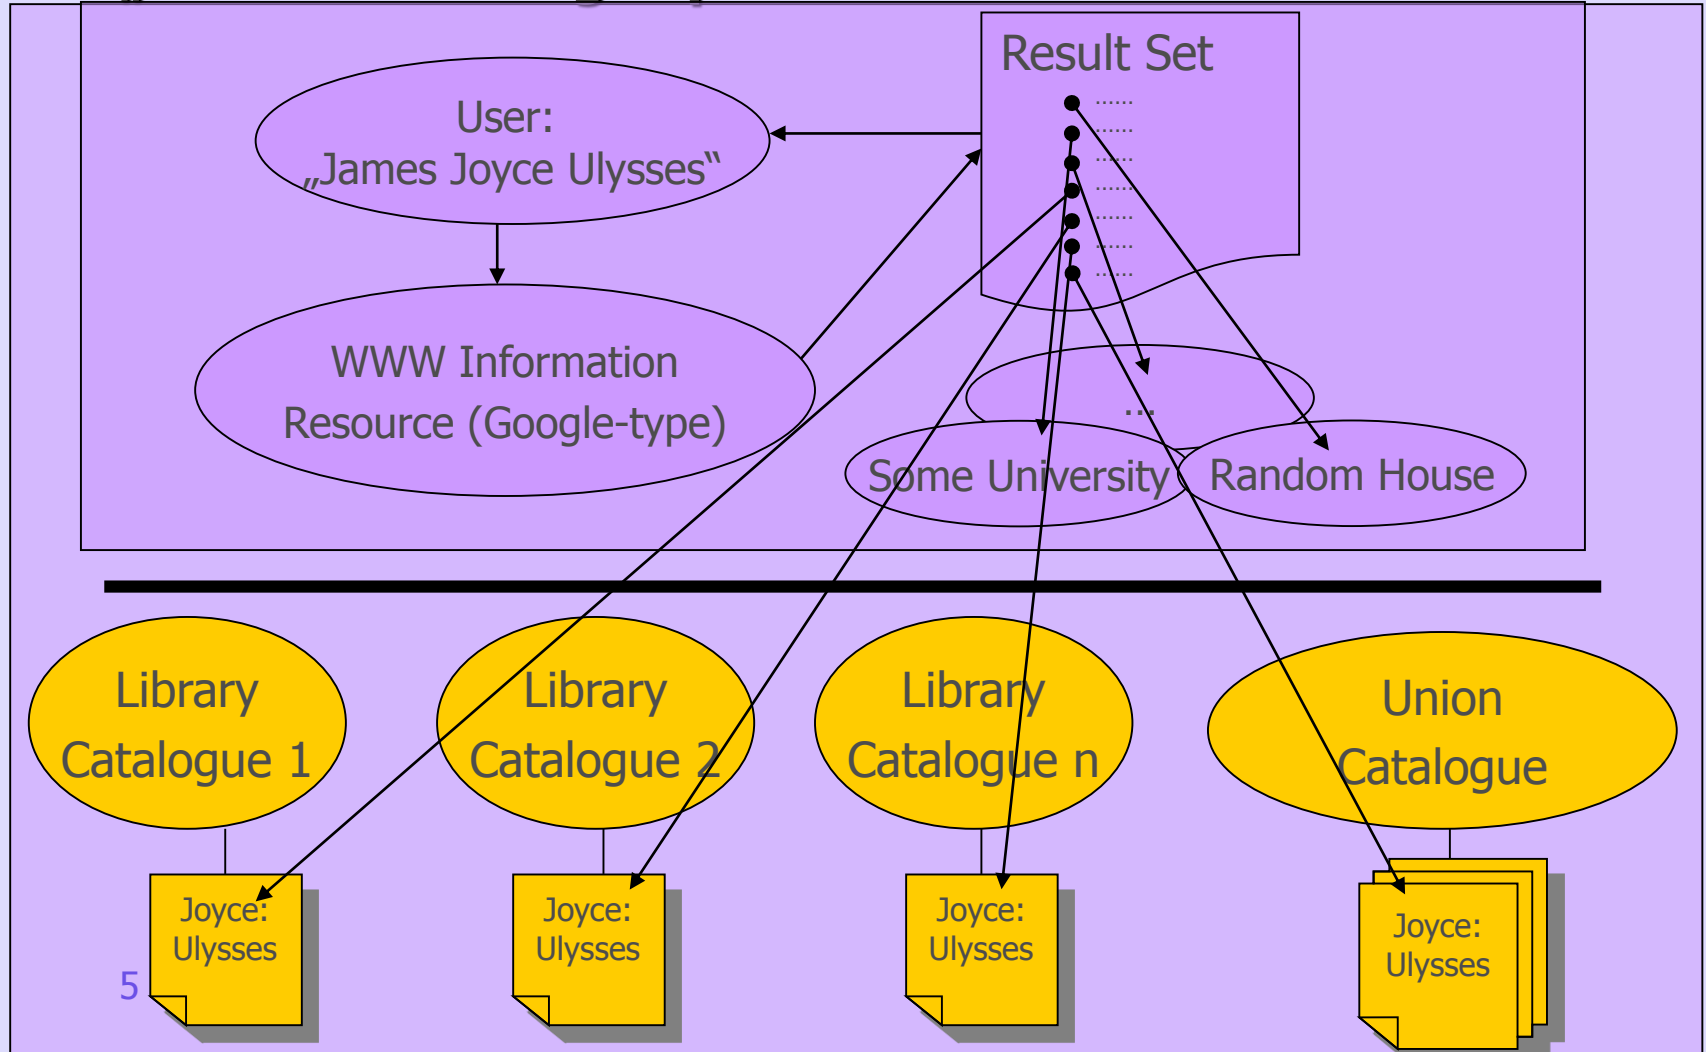 Result Set
......
......
......
......
......
......
......
User:
„James Joyce Ulysses“
WWW Information
Resource (Google-type)
...
Some University
Random House
Library
Catalogue 1
Library
Catalogue 2
Library
Catalogue n
Union
Catalogue
Joyce:
Ulysses
Joyce:
Ulysses
Joyce:
Ulysses
Joyce:
Ulysses
5